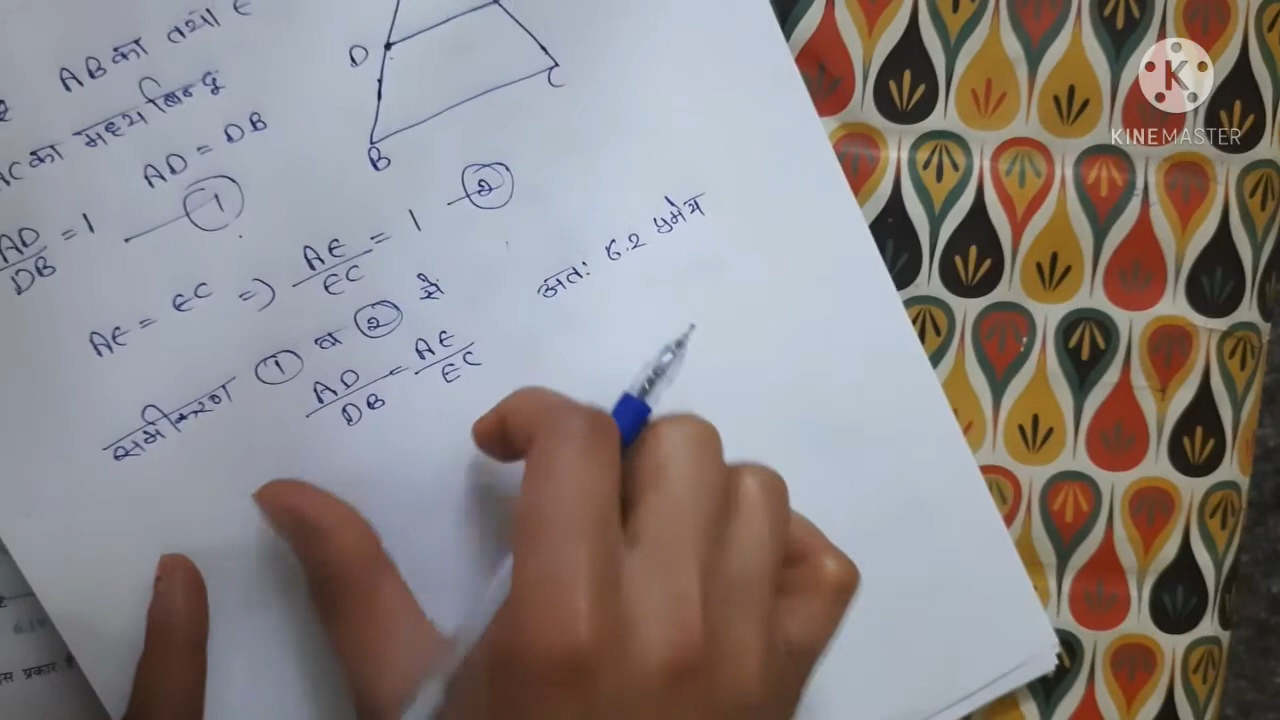 AB का तथा E
AC का मध्य बिन्दु
AD = DB
AD/DB = 1 — ①
AE = EC => AE/EC = 1 — ②
समीकरण ① व ② से
AD/DB = AE/EC
अतः 6.2 प्रमेय
D
B
C
KINEMASTER
स प्रकार